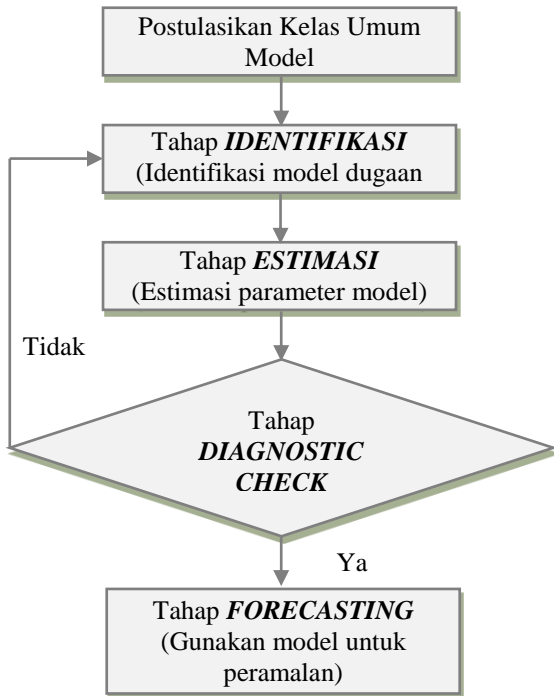 Postulasikan Kelas Umum
Model
Tahap IDENTIFIKASI
(Identifikasi model dugaan
Tahap ESTIMASI
(Estimasi parameter model)
Tidak
Tahap
DIAGNOSTIC
CHECK
Ya
Tahap FORECASTING
(Gunakan model untuk
peramalan)